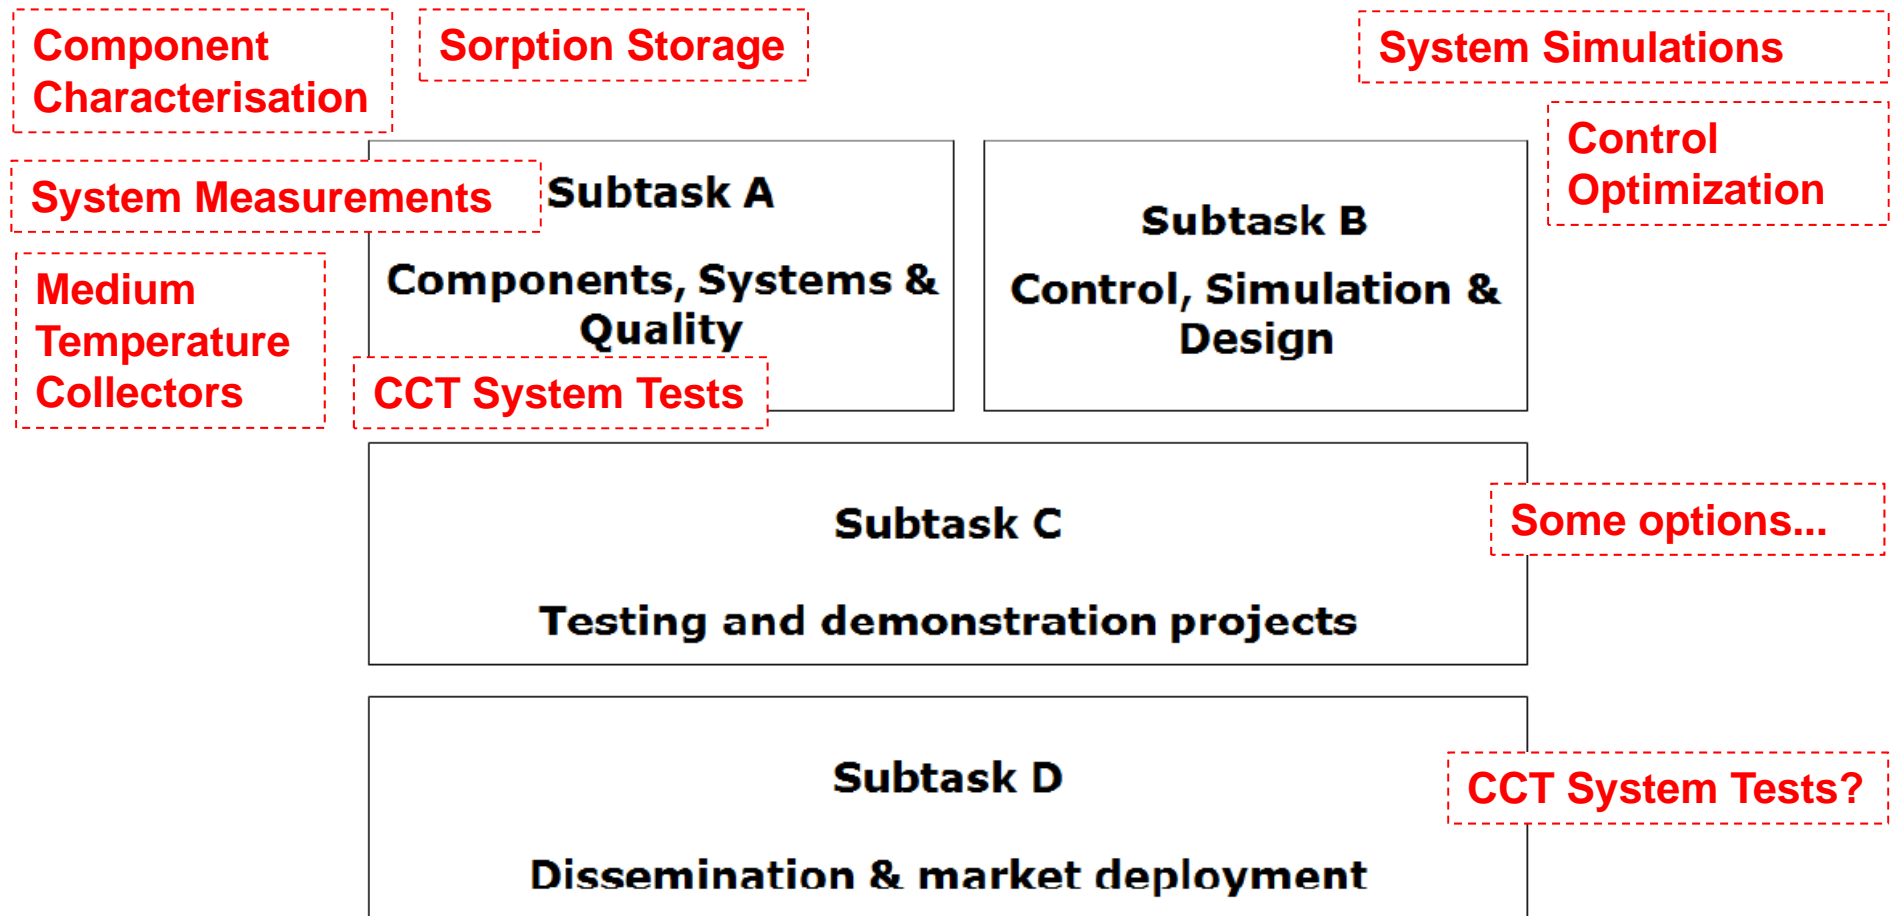 Component
Characterisation
Sorption Storage
System Simulations
Control
Optimization
System Measurements
Subtask A
Components, Systems &
Quality
Subtask B
Control, Simulation &
Design
Medium
Temperature
Collectors
CCT System Tests
Subtask C
Testing and demonstration projects
Some options...
Subtask D
Dissemination & market deployment
CCT System Tests?